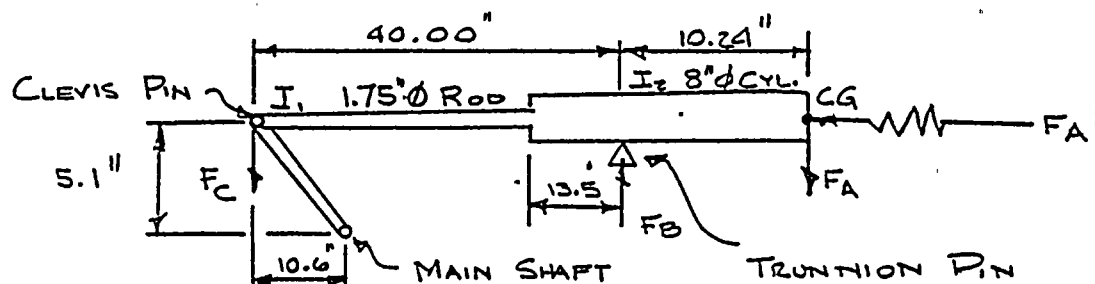 40.00"
10.24"
CLEVIS PIN
I₁ 1.75"Ø ROD
I₂ 8"Ø CYL.
CG
FA
5.1"
FC
13.5
FB
FA
10.6"
MAIN SHAFT
TRUNNION PIN